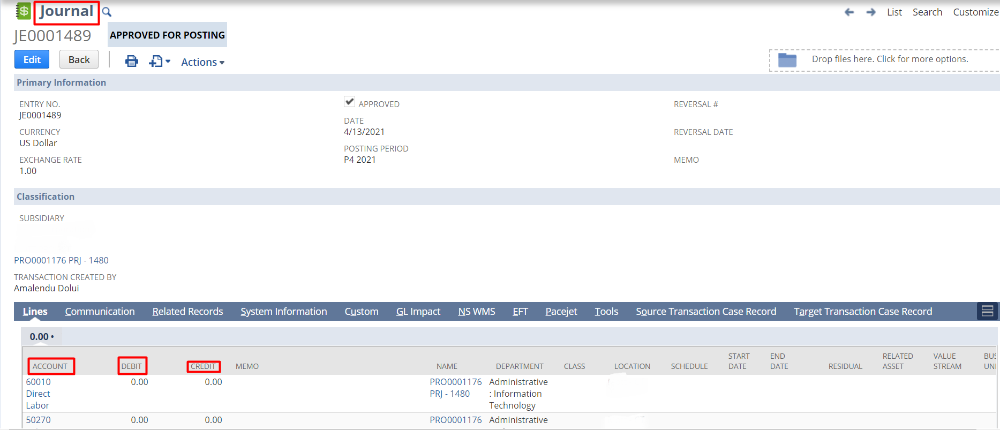 Journal
List Search Customize
JE0001489 APPROVED FOR POSTING
Edit Back Actions
Drop files here. Click for more options.
Primary Information
ENTRY NO.
JE0001489
CURRENCY
US Dollar
EXCHANGE RATE
1.00
APPROVED
DATE
4/13/2021
POSTING PERIOD
P4 2021
REVERSAL #
REVERSAL DATE
MEMO
Classification
SUBSIDIARY
PRO0001176 PRJ - 1480
TRANSACTION CREATED BY
Amalendu Dolui
Lines Communication Related Records System Information Custom GL Impact NS WMS EFT Pacejet Tools Source Transaction Case Record Target Transaction Case Record
0.00 •
ACCOUNT DEBIT CREDIT MEMO NAME DEPARTMENT CLASS LOCATION SCHEDULE START DATE END DATE RESIDUAL RELATED ASSET VALUE STREAM
60010 Direct Labor 0.00 0.00 PRO0001176 PRJ - 1480 Administrative : Information Technology
50270 0.00 0.00 PRO0001176 Administrative